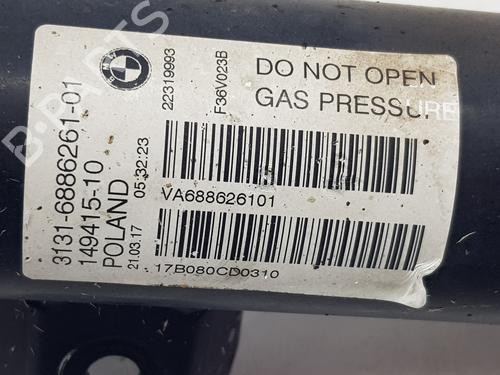 BMW
22319993
F36V023B
DO NOT OPEN
GAS PRESSURE
3131-6886261-01
149415-10
POLAND
21.03.17
05:32:23
VA688626101
17B080CD0310
B-PARTS